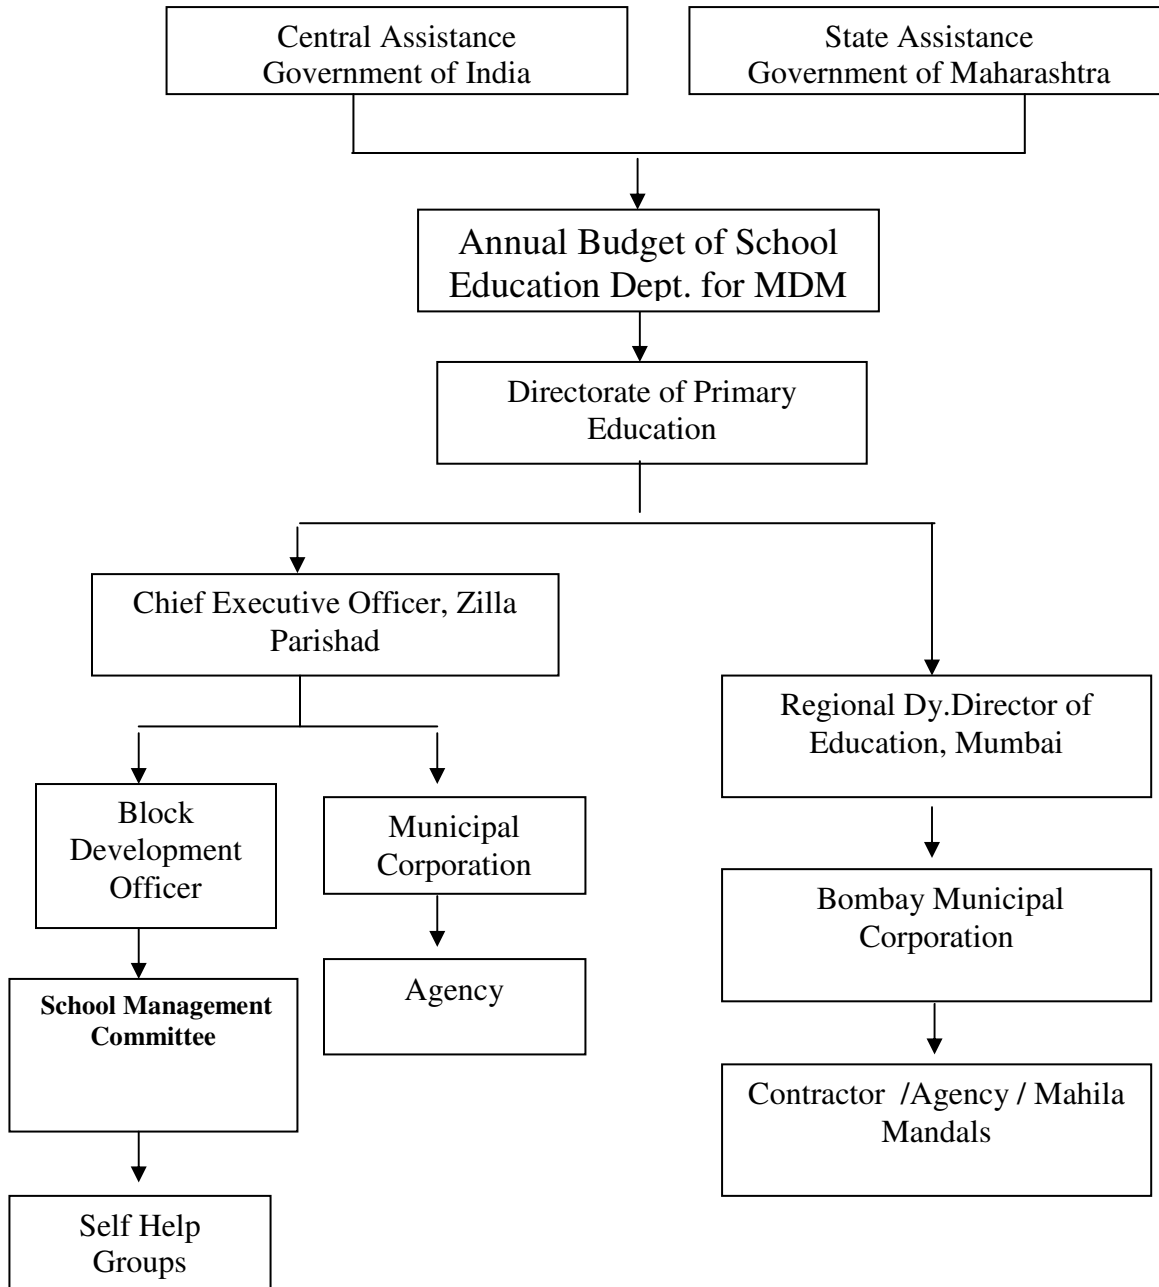 Central Assistance
Government of India
State Assistance
Government of Maharashtra
Annual Budget of School
Education Dept. for MDM
Directorate of Primary
Education
Chief Executive Officer, Zilla
Parishad
Regional Dy.Director of
Education, Mumbai
Block
Development
Officer
Municipal
Corporation
Bombay Municipal
Corporation
School Management
Committee
Agency
Contractor /Agency / Mahila
Mandals
Self Help
Groups